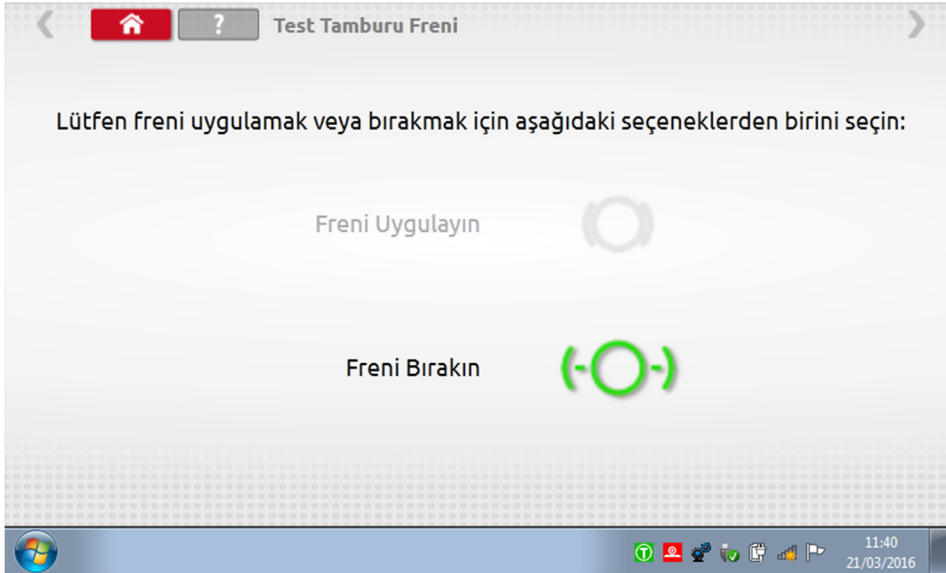 Test Tamburu Freni
Lütfen freni uygulamak veya bırakmak için aşağıdaki seçeneklerden birini seçin:
Freni Uygulayın
Freni Bırakın
11:40
21/03/2016